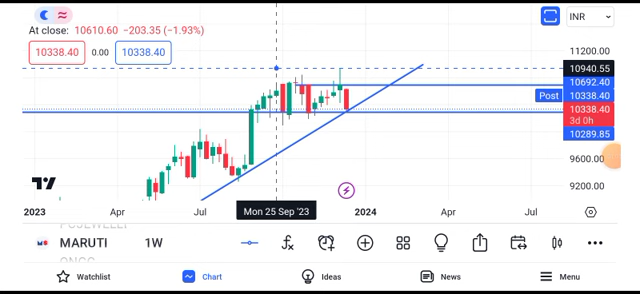 INR
At close: 10610.60 −203.35 (−1.93%)
10338.40 0.00 10338.40
11200.00
10940.55
10692.40
Post 10338.40
10338.40
3d 0h
10289.85
9600.00
9200.00
2023 Apr Jul Mon 25 Sep '23 2024 Apr Jul
MARUTI 1W
ONGC
Watchlist Chart Ideas News Menu